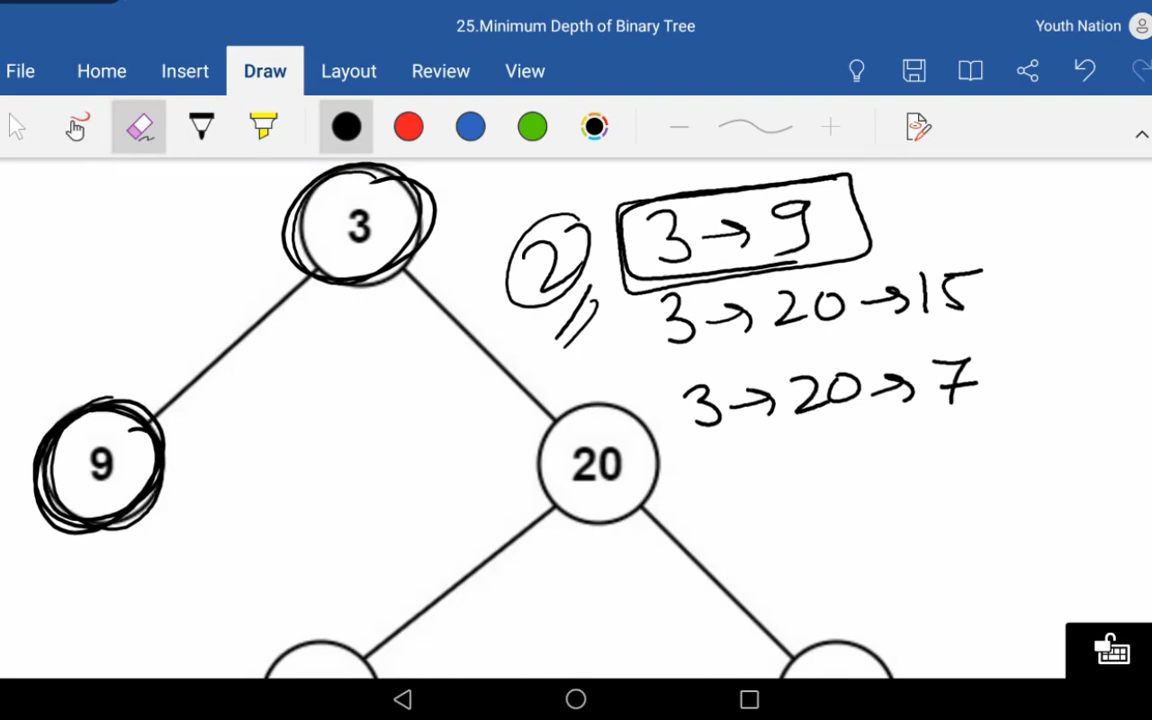 25.Minimum Depth of Binary Tree
Youth Nation
File Home Insert Draw Layout Review View
3
2 3→9
3→20→15
3→20→7
9
20